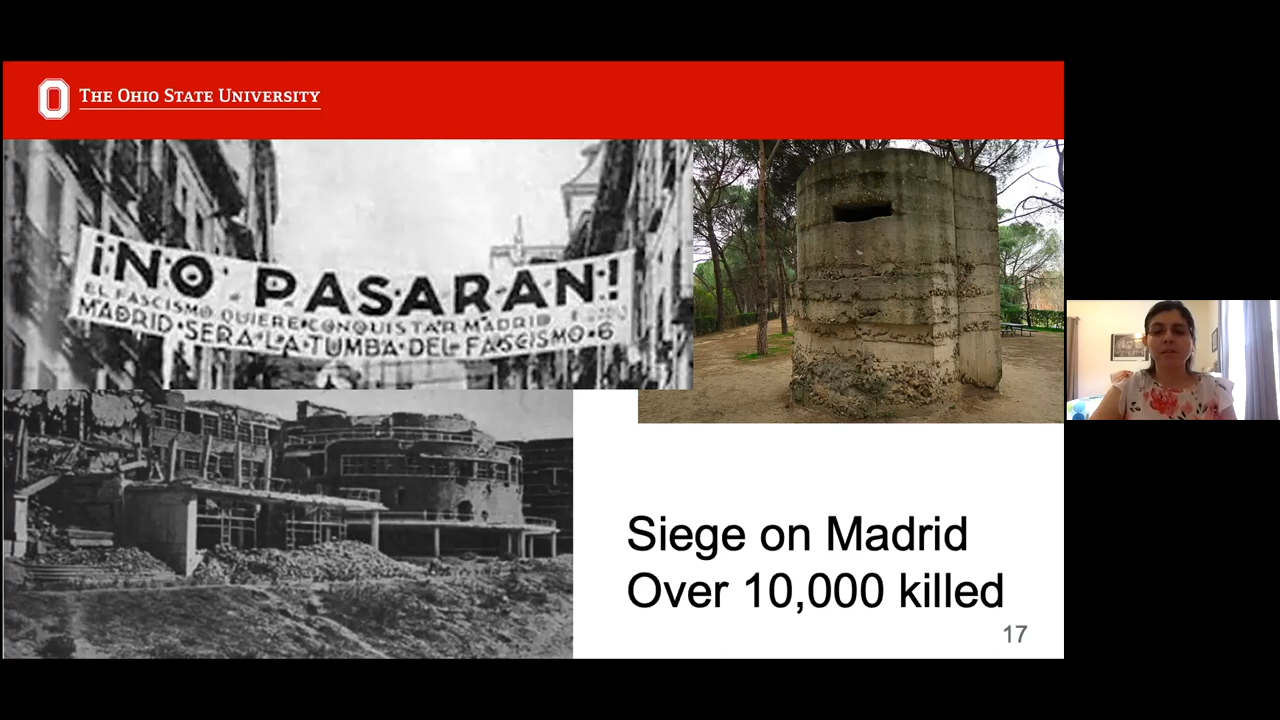 THE OHIO STATE UNIVERSITY
¡NO PASARAN!
EL FASCISMO QUIERE CONQUISTAR MADRID
MADRID·SERA·LA·TUMBA·DEL·FASCISMO·
Siege on Madrid
Over 10,000 killed
17